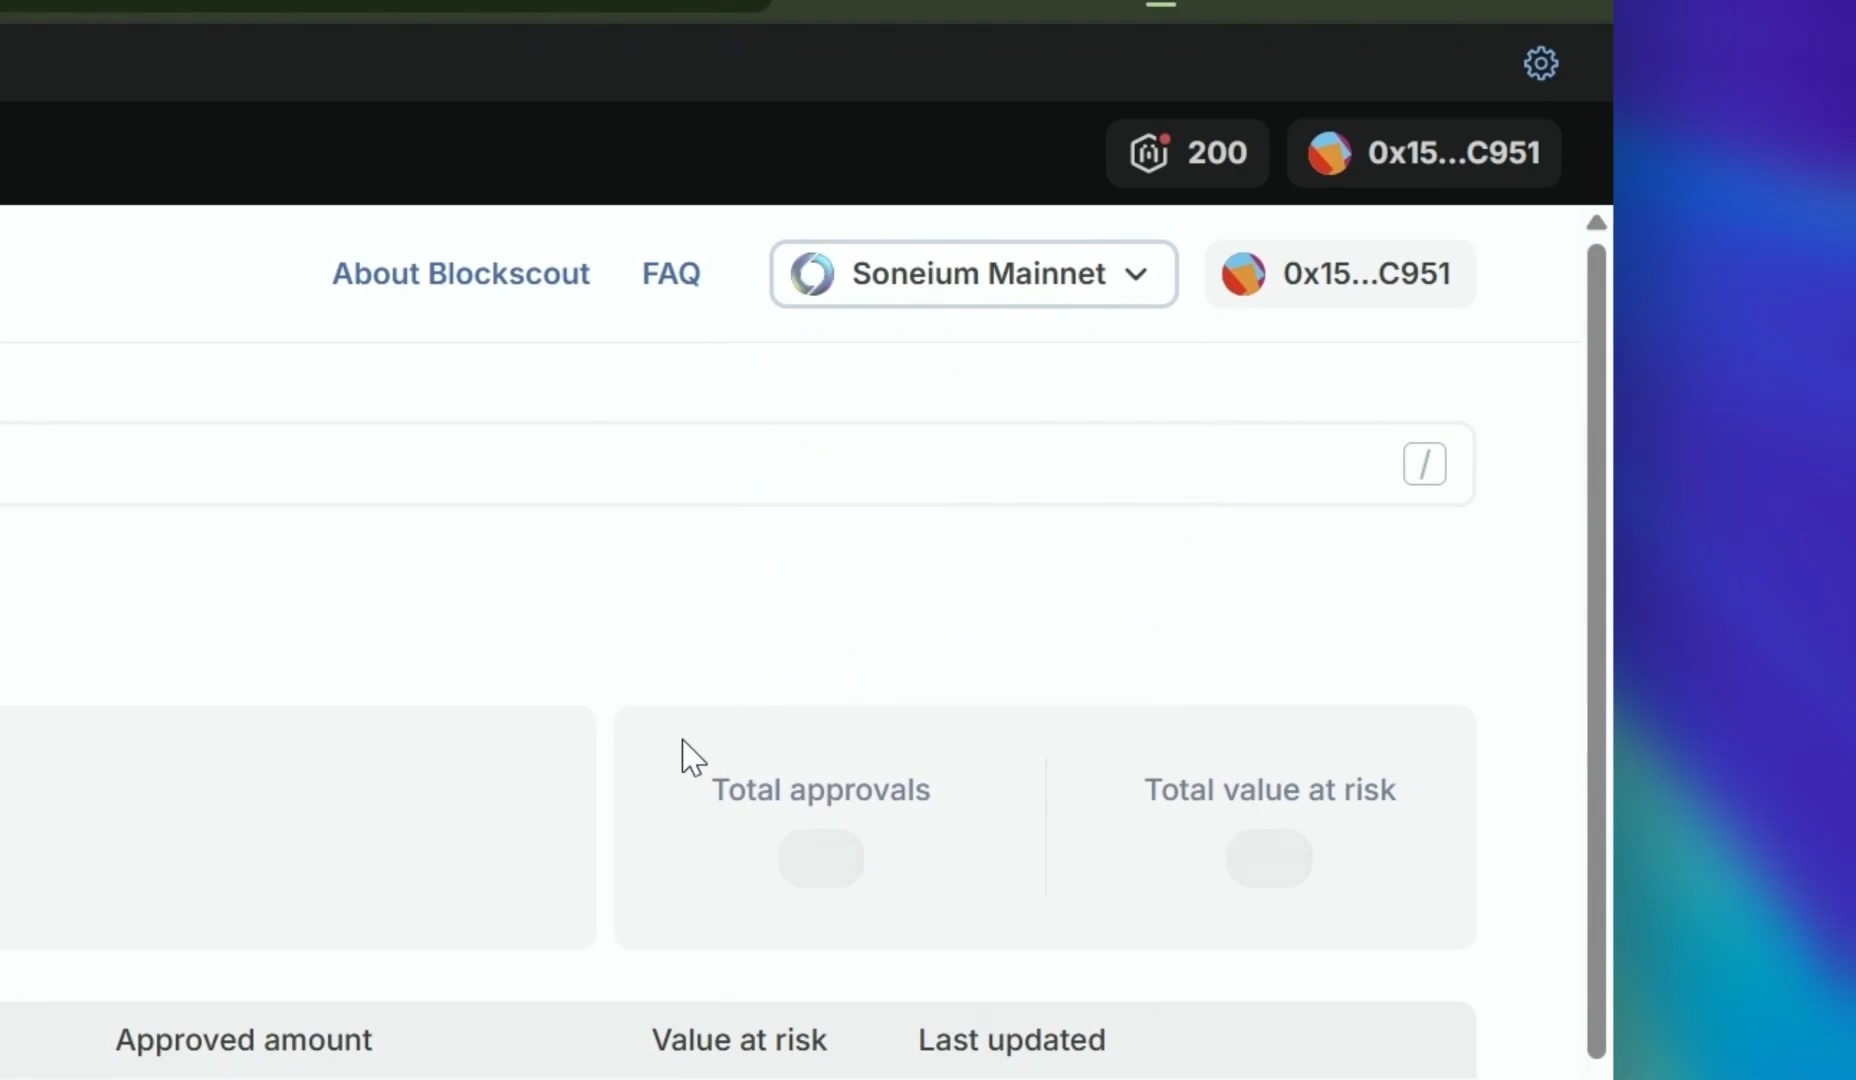 200
0x15...C951
About Blockscout
FAQ
Soneium Mainnet
0x15...C951
/
Total approvals
Total value at risk
Approved amount
Value at risk
Last updated